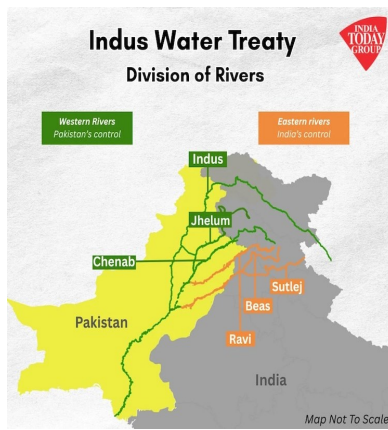 Indus Water Treaty
Division of Rivers
INDIA
TODAY
GROUP
Western Rivers
Pakistan's control
Eastern rivers
India's control
Indus
Jhelum
Chenab
Sutlej
Beas
Ravi
Pakistan
India
Map Not To Scale